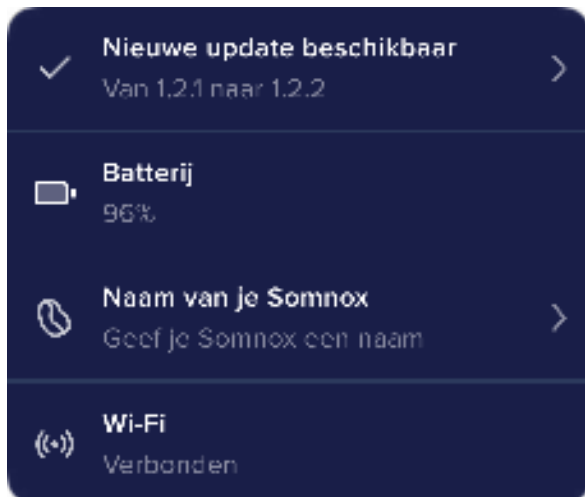 Nieuwe update beschikbaar
Van 1.2.1 naar 1.2.2
Batterij
96%
Naam van je Somnox
Geef je Somnox een naam
Wi-Fi
Verbonden